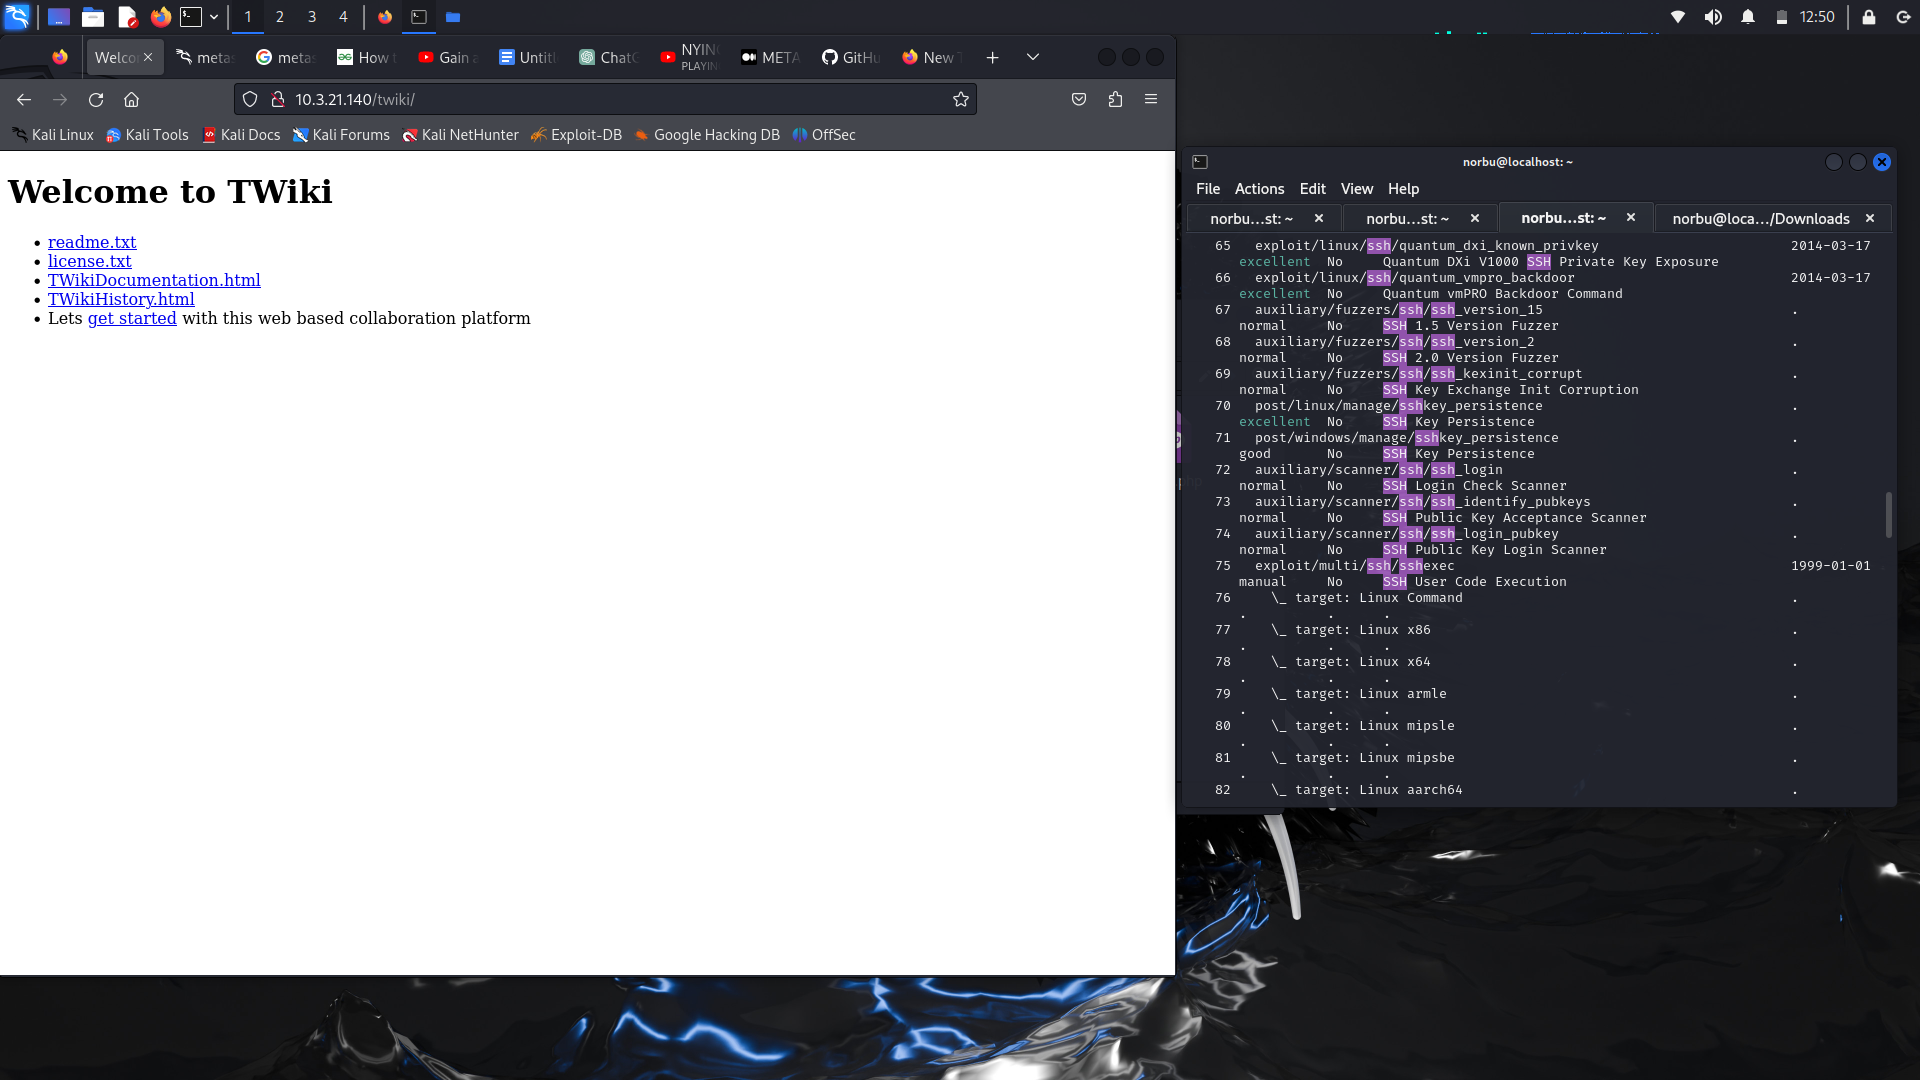 1 2 3 4 12:50
Welco metas metas How t Gain a Untitl ChatG NYIN META GitHu New T
PLAYIN
10.3.21.140/twiki/
Kali Linux Kali Tools Kali Docs Kali Forums Kali NetHunter Exploit-DB Google Hacking DB OffSec
Welcome to TWiki
• readme.txt
• license.txt
• TWikiDocumentation.html
• TWikiHistory.html
• Lets get started with this web based collaboration platform
norbu@localhost: ~
File Actions Edit View Help
norbu...st: ~ norbu...st: ~ norbu...st: ~ norbu@loca.../Downloads
65 exploit/linux/ssh/quantum_dxi_known_privkey 2014-03-17
excellent No Quantum DXi V1000 SSH Private Key Exposure
66 exploit/linux/ssh/quantum_vmpro_backdoor 2014-03-17
excellent No Quantum vmPRO Backdoor Command
67 auxiliary/fuzzers/ssh/ssh_version_15 .
normal No SSH 1.5 Version Fuzzer
68 auxiliary/fuzzers/ssh/ssh_version_2 .
normal No SSH 2.0 Version Fuzzer
69 auxiliary/fuzzers/ssh/ssh_kexinit_corrupt .
normal No SSH Key Exchange Init Corruption
70 post/linux/manage/sshkey_persistence .
excellent No SSH Key Persistence
71 post/windows/manage/sshkey_persistence .
good No SSH Key Persistence
72 auxiliary/scanner/ssh/ssh_login .
normal No SSH Login Check Scanner
73 auxiliary/scanner/ssh/ssh_identify_pubkeys .
normal No SSH Public Key Acceptance Scanner
74 auxiliary/scanner/ssh/ssh_login_pubkey .
normal No SSH Public Key Login Scanner
75 exploit/multi/ssh/sshexec 1999-01-01
manual No SSH User Code Execution
76 \_ target: Linux Command .
. . .
77 \_ target: Linux x86 .
. . .
78 \_ target: Linux x64 .
. . .
79 \_ target: Linux armle .
. . .
80 \_ target: Linux mipsle .
. . .
81 \_ target: Linux mipsbe .
. . .
82 \_ target: Linux aarch64 .